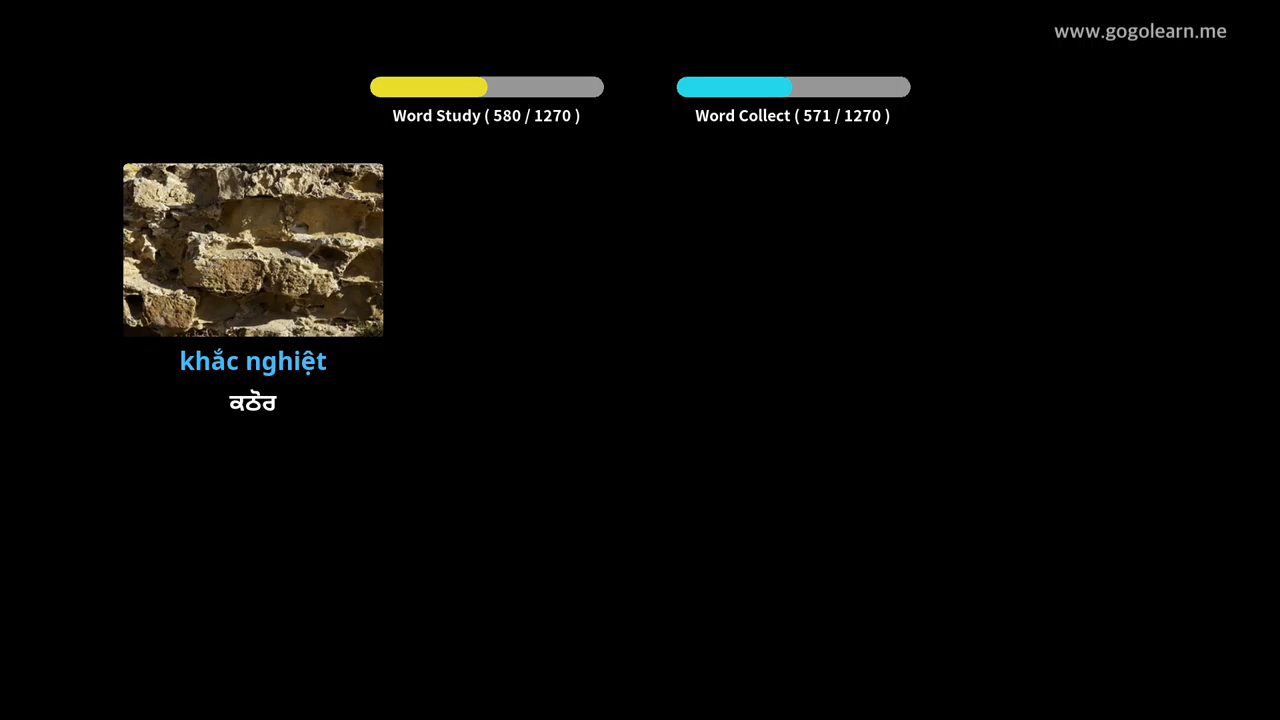 www.gogolearn.me
Word Study ( 580 / 1270 )
Word Collect ( 571 / 1270 )
khắc nghiệt
ਕਠੋਰ